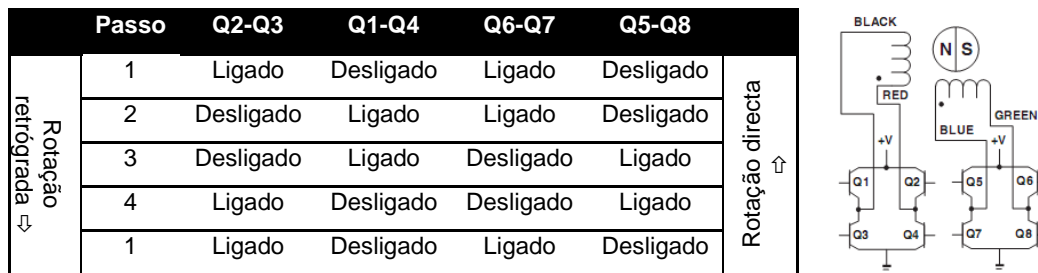 Passo Q2-Q3 Q1-Q4 Q6-Q7 Q5-Q8
Rotação
retrógrada ⇨
1 Ligado Desligado Ligado Desligado
2 Desligado Ligado Ligado Desligado
3 Desligado Ligado Desligado Ligado
4 Ligado Desligado Desligado Ligado
1 Ligado Desligado Ligado Desligado
Rotação directa ⇨
BLACK
N S
RED
GREEN
BLUE
+V +V
Q1 Q2 Q5 Q6
Q3 Q4 Q7 Q8